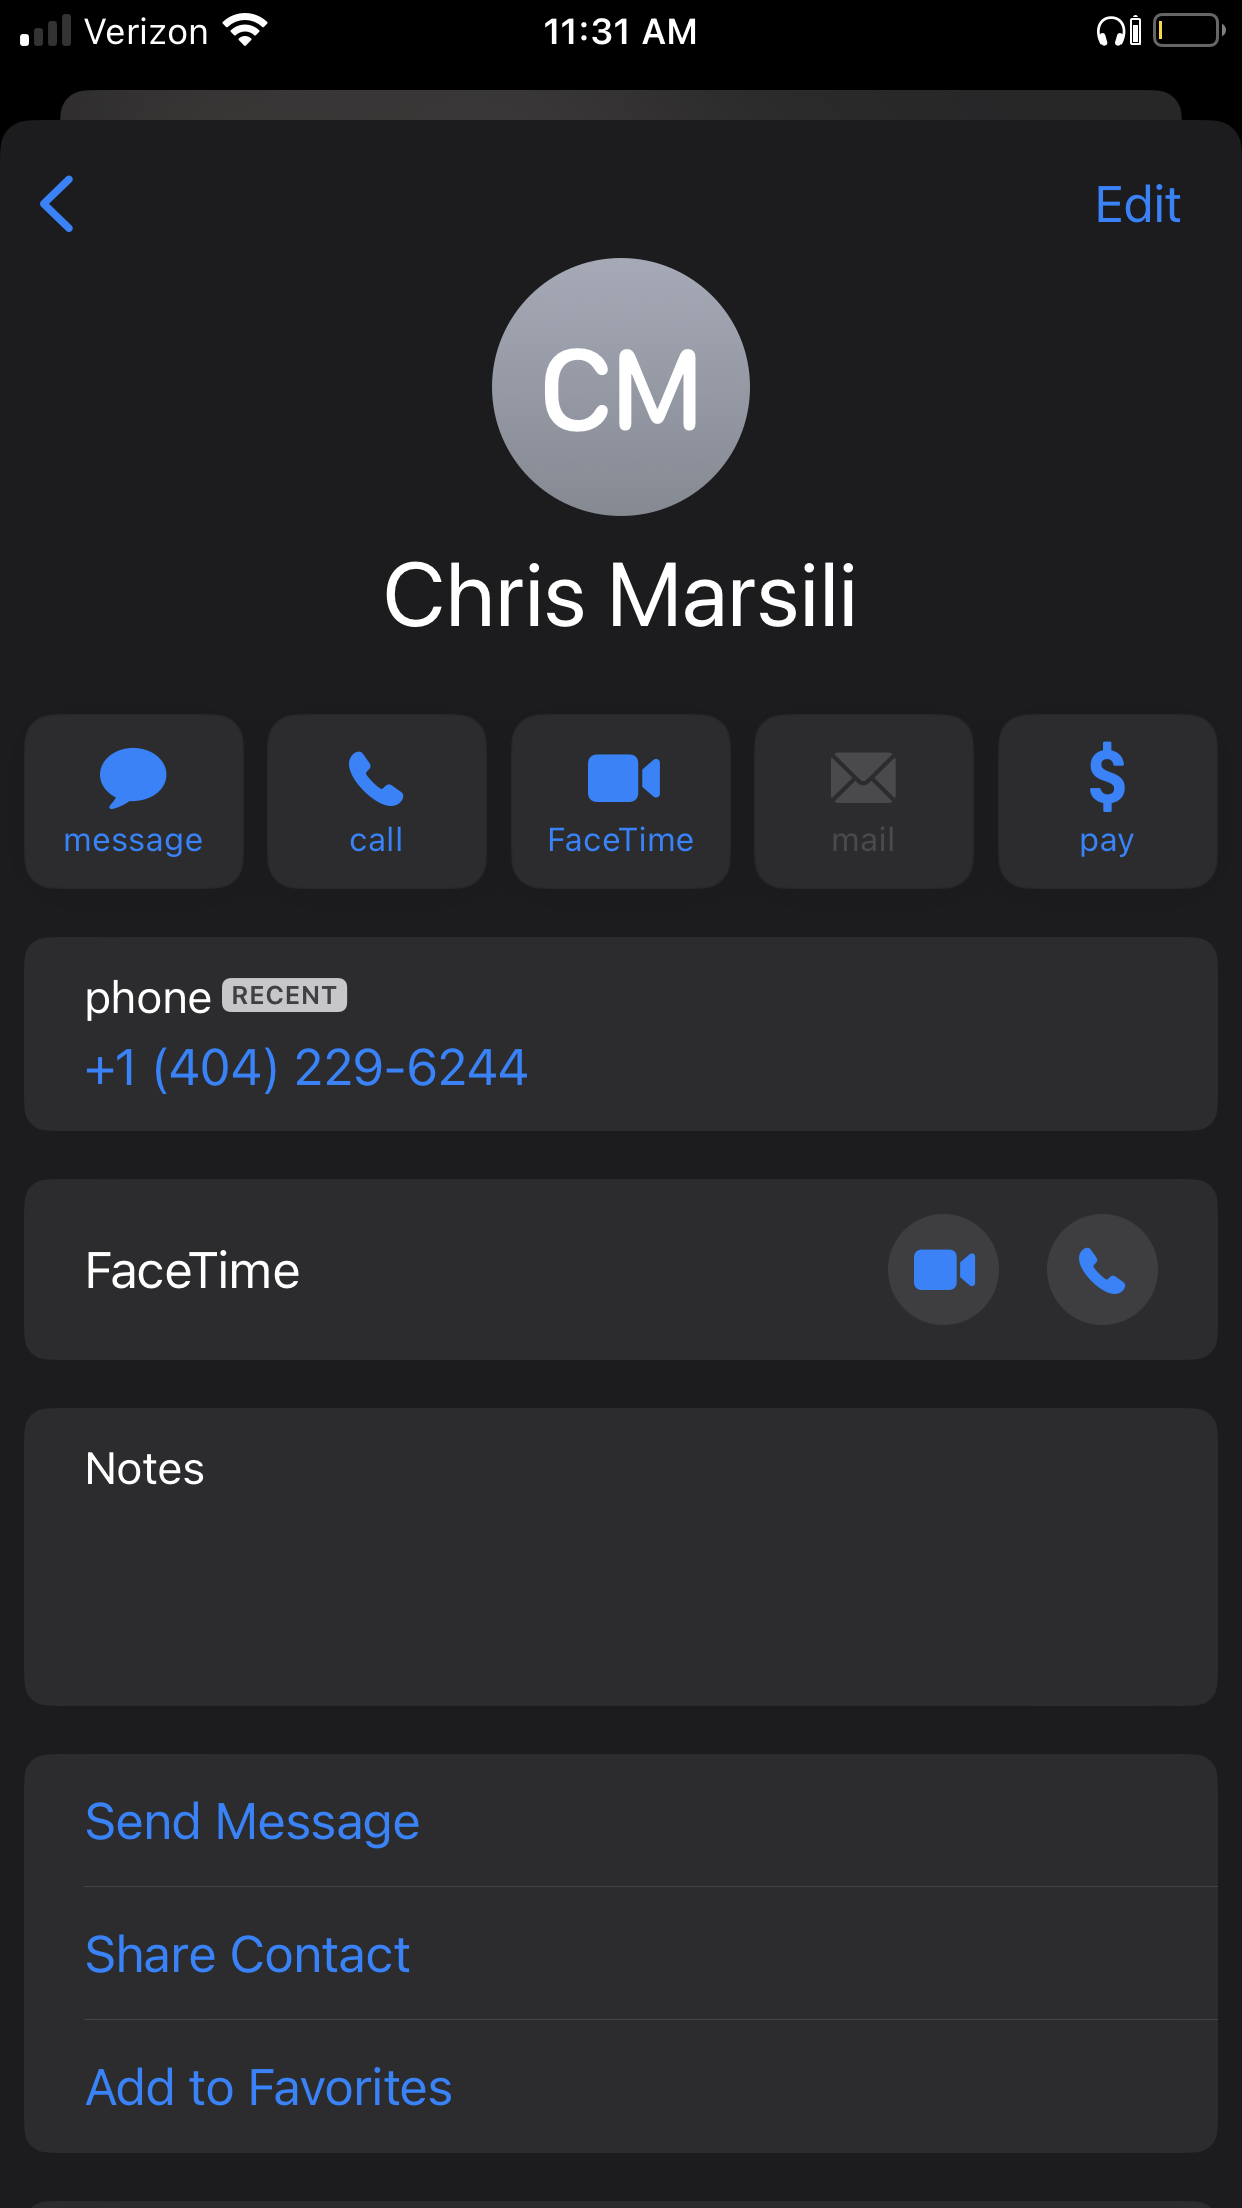 Verizon 11:31 AM
Edit
CM
Chris Marsili
message call FaceTime mail pay
phone RECENT
+1 (404) 229-6244
FaceTime
Notes
Send Message
Share Contact
Add to Favorites